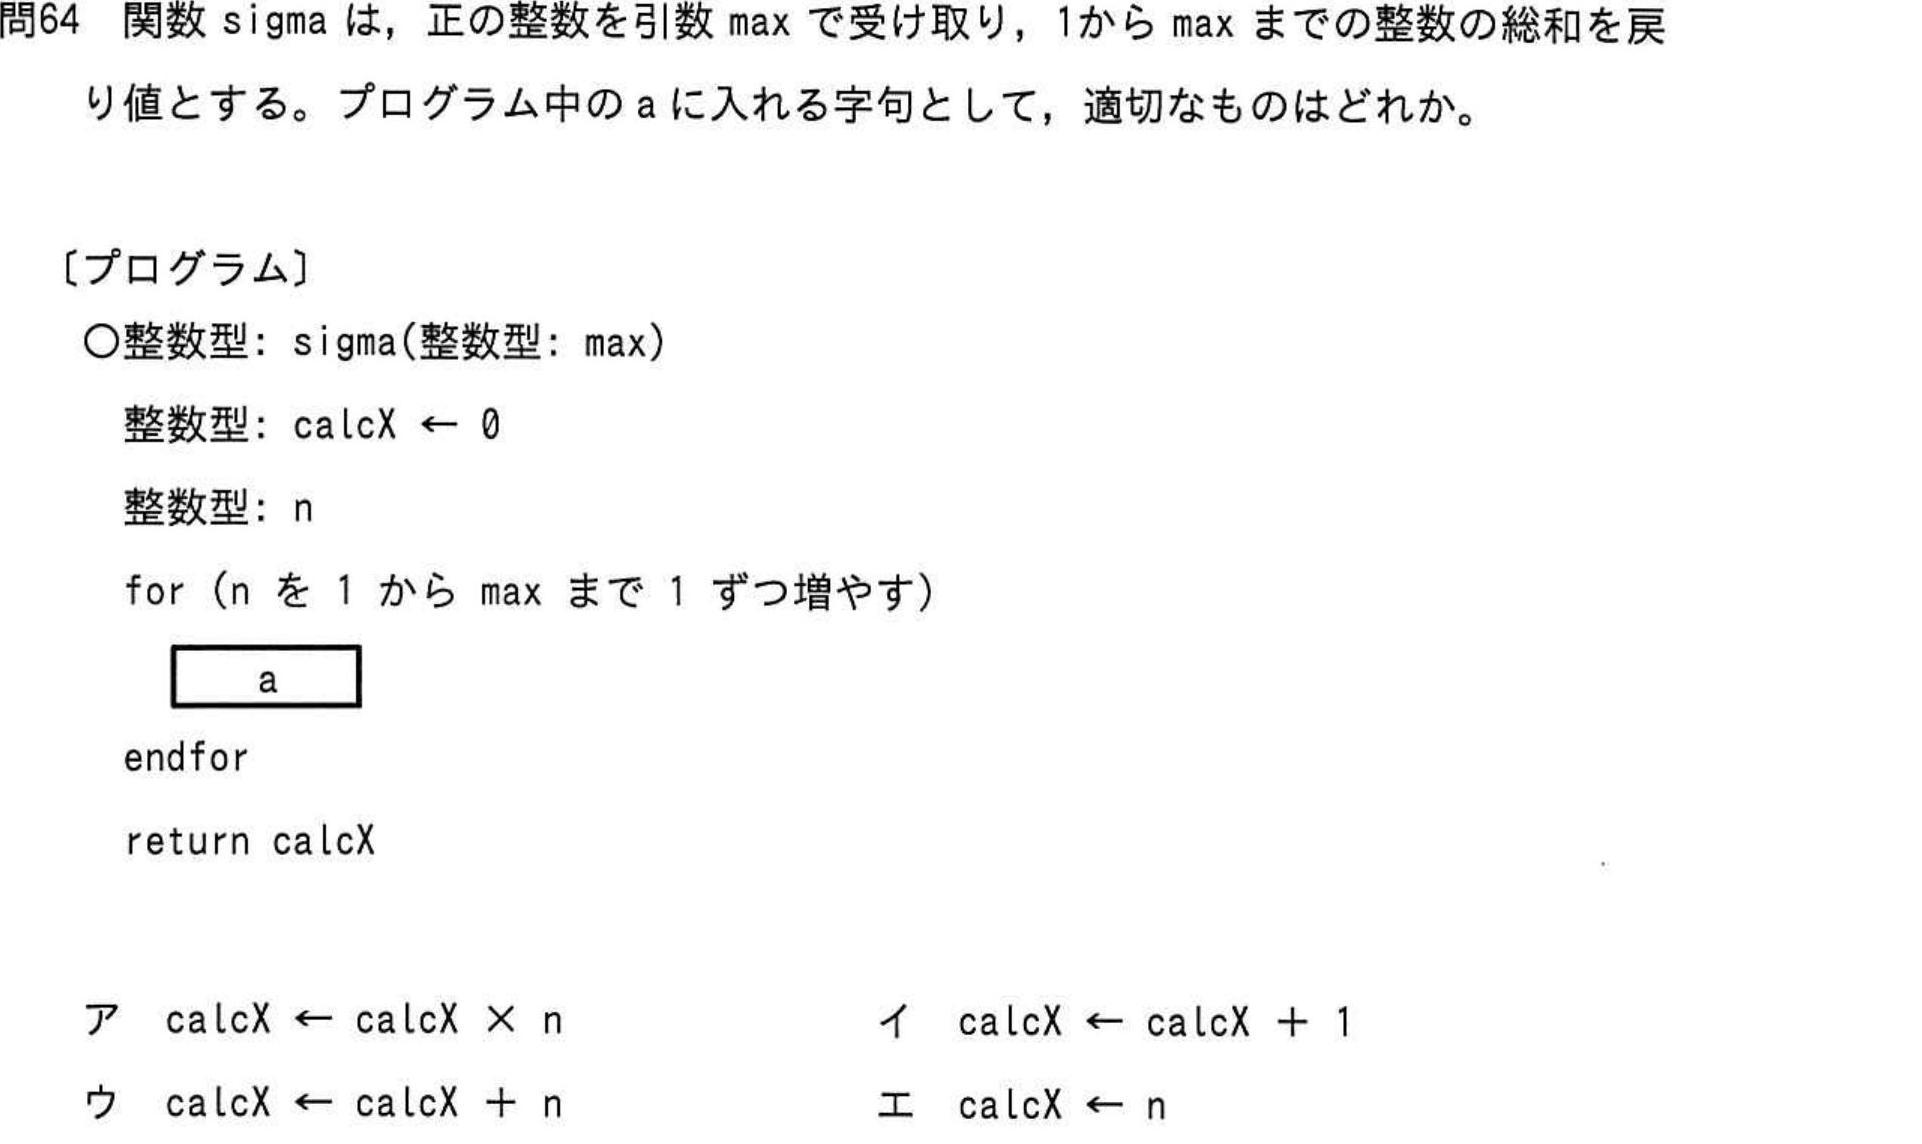 問64 関数 sigma は，正の整数を引数 max で受け取り，1から max までの整数の総和を戻
り値とする。プログラム中の a に入れる字句として，適切なものはどれか。
〔プログラム〕
○整数型: sigma(整数型: max)
整数型: calcX ← 0
整数型: n
for (n を 1 から max まで 1 ずつ増やす)
a
endfor
return calcX
ア calcX ← calcX × n イ calcX ← calcX ＋ 1
ウ calcX ← calcX ＋ n エ calcX ← n